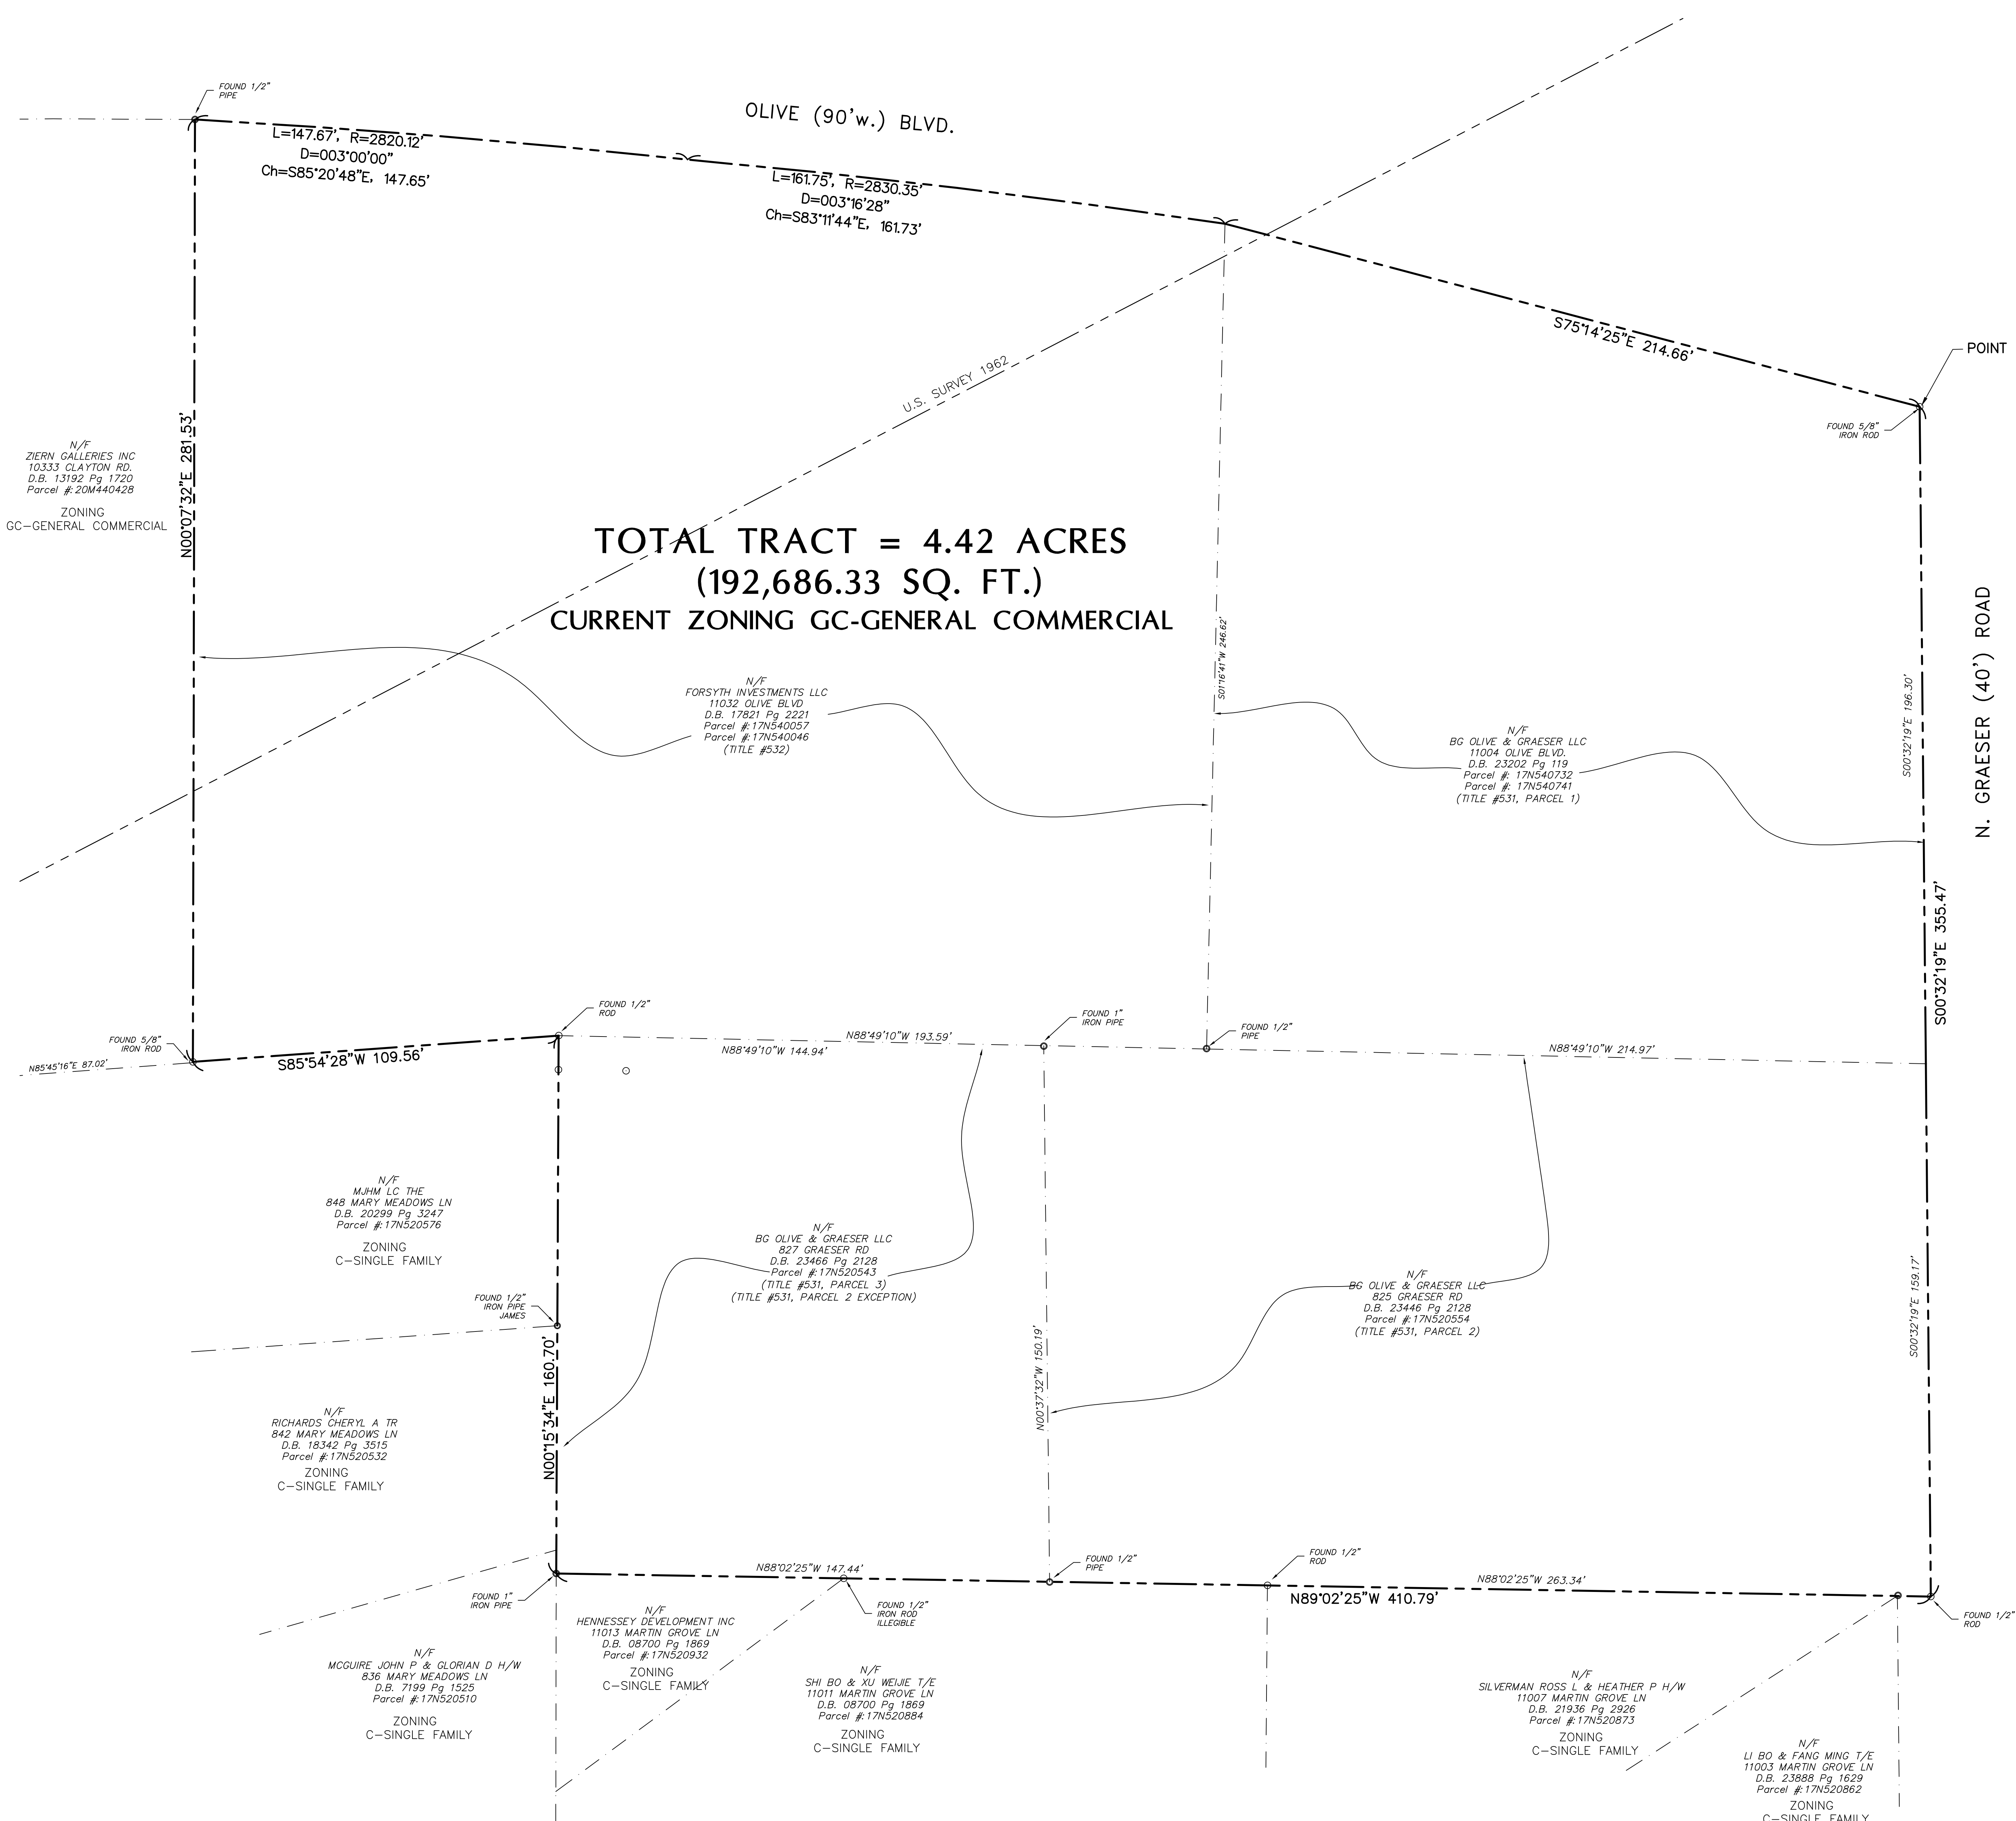 FOUND 1/2"
PIPE
OLIVE (90'w.) BLVD.
L=147.67', R=2820.12'
D=003°00'00"
Ch=S85°20'48"E, 147.65'
L=161.75', R=2830.35'
D=003°16'28"
Ch=S83°11'44"E, 161.73'
S75°14'25"E 214.66'
POINT
FOUND 5/8"
IRON ROD
U.S. SURVEY 1962
N/F
ZIERN GALLERIES INC
10333 CLAYTON RD.
D.B. 13192 Pg 1720
Parcel #:20M440428
ZONING
GC-GENERAL COMMERCIAL
N00°07'32"E 281.53'
TOTAL TRACT = 4.42 ACRES
(192,686.33 SQ. FT.)
CURRENT ZONING GC-GENERAL COMMERCIAL
S01°16'41"W 246.62'
N. GRAESER (40') ROAD
S00°32'19"E 196.30'
N/F
FORSYTH INVESTMENTS LLC
11032 OLIVE BLVD
D.B. 17821 Pg 2221
Parcel #:17N540057
Parcel #:17N540046
(TITLE #532)
N/F
BG OLIVE & GRAESER LLC
11004 OLIVE BLVD.
D.B. 23202 Pg 119
Parcel #: 17N540732
Parcel #: 17N540741
(TITLE #531, PARCEL 1)
S00°32'19"E 355.47'
FOUND 5/8"
IRON ROD
N85°45'16"E 87.02'
S85°54'28"W 109.56'
FOUND 1/2"
ROD
N88°49'10"W 193.59'
N88°49'10"W 144.94'
FOUND 1"
IRON PIPE
FOUND 1/2"
PIPE
N88°49'10"W 214.97'
N/F
MJHM LC THE
848 MARY MEADOWS LN
D.B. 20299 Pg 3247
Parcel #:17N520576
ZONING
C-SINGLE FAMILY
N/F
BG OLIVE & GRAESER LLC
827 GRAESER RD
D.B. 23466 Pg 2128
Parcel #:17N520543
(TITLE #531, PARCEL 3)
(TITLE #531, PARCEL 2 EXCEPTION)
N/F
BG OLIVE & GRAESER LLC
825 GRAESER RD
D.B. 23446 Pg 2128
Parcel #:17N520554
(TITLE #531, PARCEL 2)
S00°32'19"E 159.17'
FOUND 1/2"
IRON PIPE
JAMES
N00°15'34"E 160.70'
N00°37'32"W 150.19'
N/F
RICHARDS CHERYL A TR
842 MARY MEADOWS LN
D.B. 18342 Pg 3515
Parcel #:17N520532
ZONING
C-SINGLE FAMILY
FOUND 1"
IRON PIPE
N88°02'25"W 147.44'
FOUND 1/2"
IRON ROD
ILLEGIBLE
FOUND 1/2"
PIPE
FOUND 1/2"
ROD
N88°02'25"W 263.34'
N89°02'25"W 410.79'
FOUND 1/2"
ROD
N/F
MCGUIRE JOHN P & GLORIAN D H/W
836 MARY MEADOWS LN
D.B. 7199 Pg 1525
Parcel #:17N520510
ZONING
C-SINGLE FAMILY
N/F
HENNESSEY DEVELOPMENT INC
11013 MARTIN GROVE LN
D.B. 08700 Pg 1869
Parcel #:17N520932
ZONING
C-SINGLE FAMILY
N/F
SHI BO & XU WEIJIE T/E
11011 MARTIN GROVE LN
D.B. 08700 Pg 1869
Parcel #:17N520884
ZONING
C-SINGLE FAMILY
N/F
SILVERMAN ROSS L & HEATHER P H/W
11007 MARTIN GROVE LN
D.B. 21936 Pg 2926
Parcel #:17N520873
ZONING
C-SINGLE FAMILY
N/F
LI BO & FANG MING T/E
11003 MARTIN GROVE LN
D.B. 23888 Pg 1629
Parcel #:17N520862
ZONING
C-SINGLE FAMILY